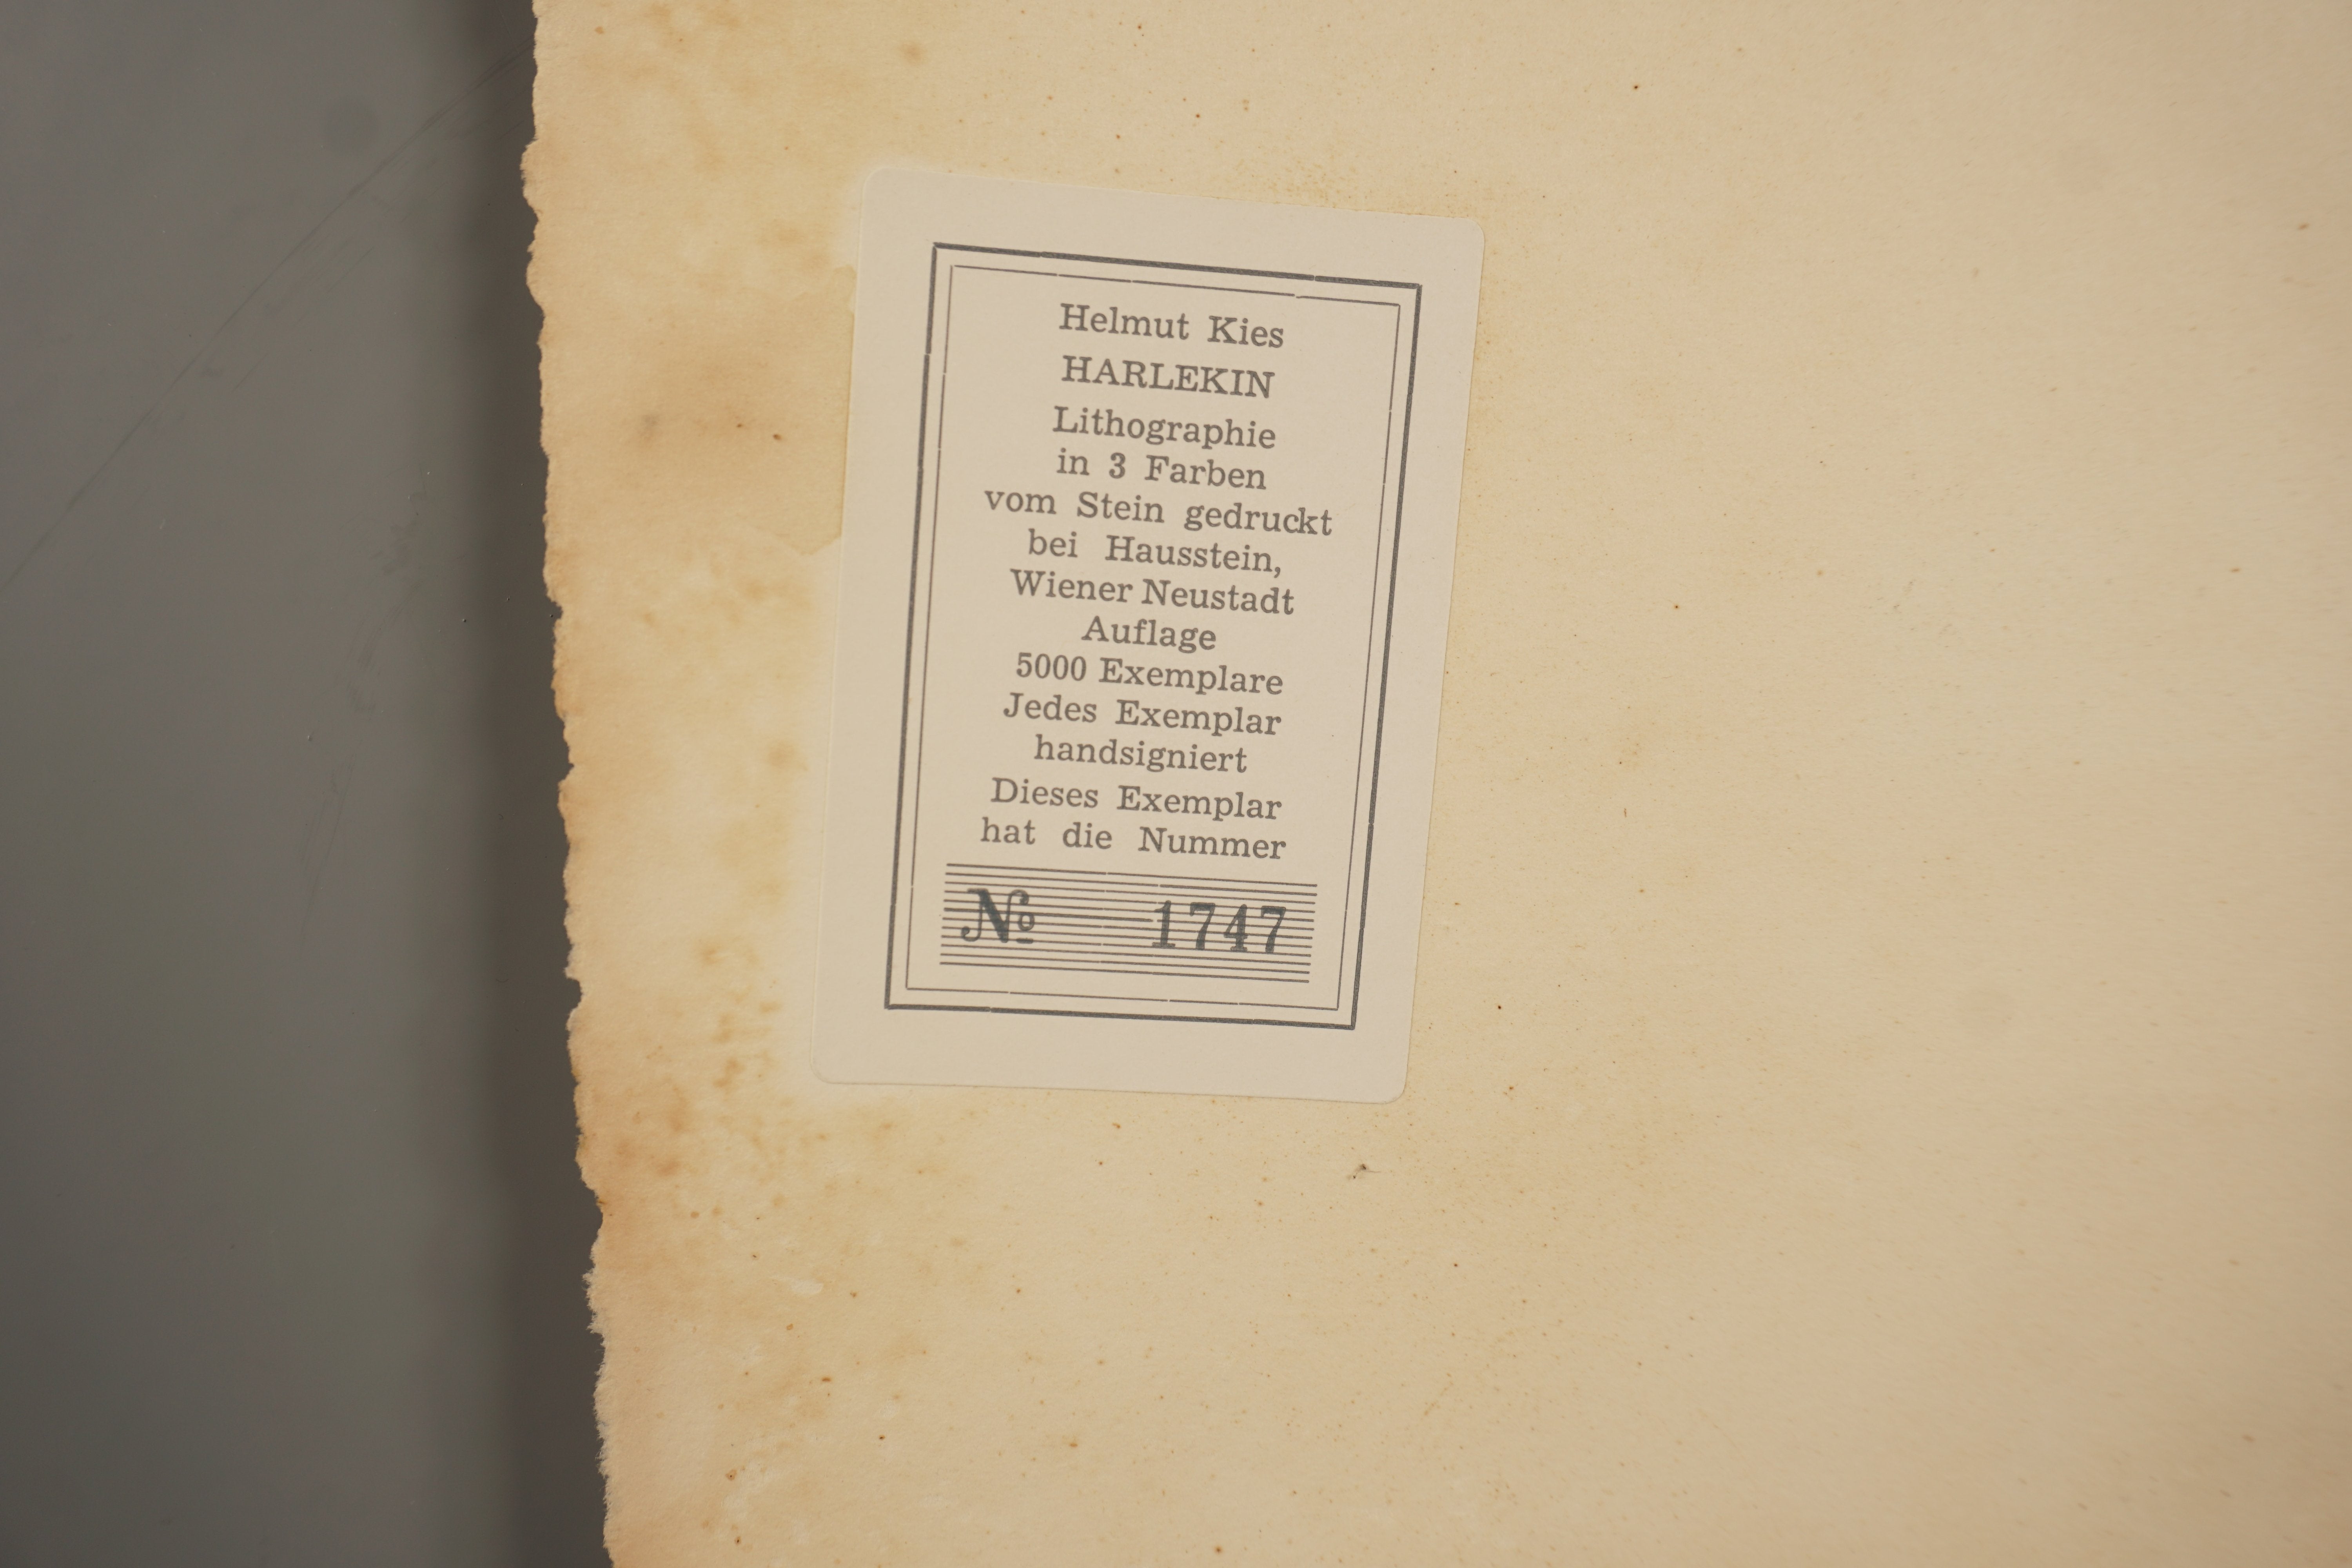 Helmut Kies
HARLEKIN
Lithographie
in 3 Farben
vom Stein gedruckt
bei Hausstein,
Wiener Neustadt
Auflage
5000 Exemplare
Jedes Exemplar
handsigniert
Dieses Exemplar
hat die Nummer
№ 1747